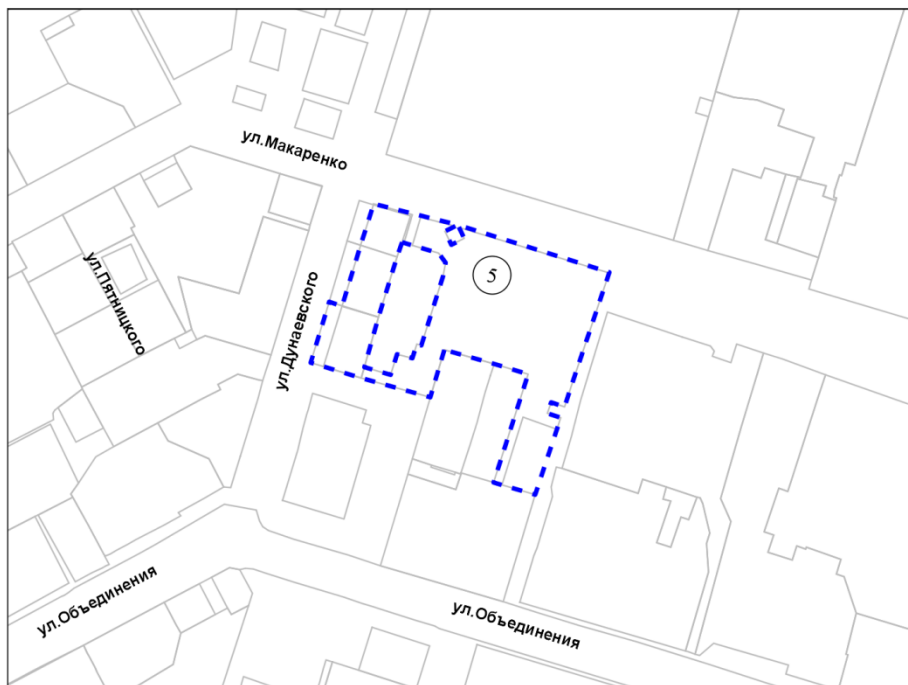 ул.Макаренко
5
ул.Пятницкого
ул.Дунаевского
ул.Объединения
ул.Объединения